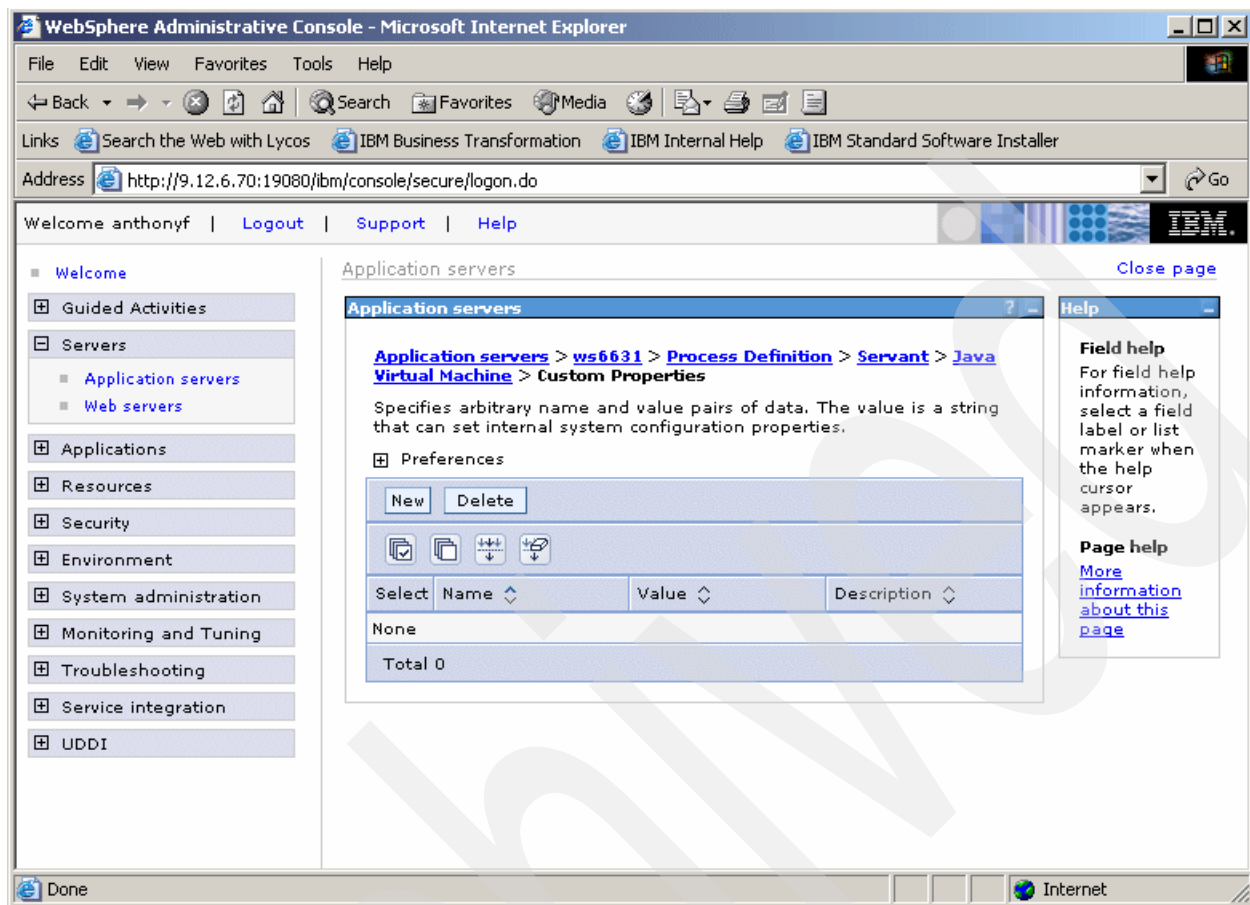 WebSphere Administrative Console - Microsoft Internet Explorer
File Edit View Favorites Tools Help
Back Search Favorites Media
Links Search the Web with Lycos IBM Business Transformation IBM Internal Help IBM Standard Software Installer
Address http://9.12.6.70:19080/ibm/console/secure/logon.do Go
Welcome anthonyf | Logout | Support | Help IBM.
Welcome
Guided Activities
Servers
Application servers
Web servers
Applications
Resources
Security
Environment
System administration
Monitoring and Tuning
Troubleshooting
Service integration
UDDI
Application servers Close page
Application servers ?
Application servers > ws6631 > Process Definition > Servant > Java
Virtual Machine > Custom Properties
Specifies arbitrary name and value pairs of data. The value is a string
that can set internal system configuration properties.
Preferences
New Delete
Select Name Value Description
None
Total 0
Help
Field help
For field help
information,
select a field
label or list
marker when
the help
cursor
appears.
Page help
More
information
about this
page
Done Internet